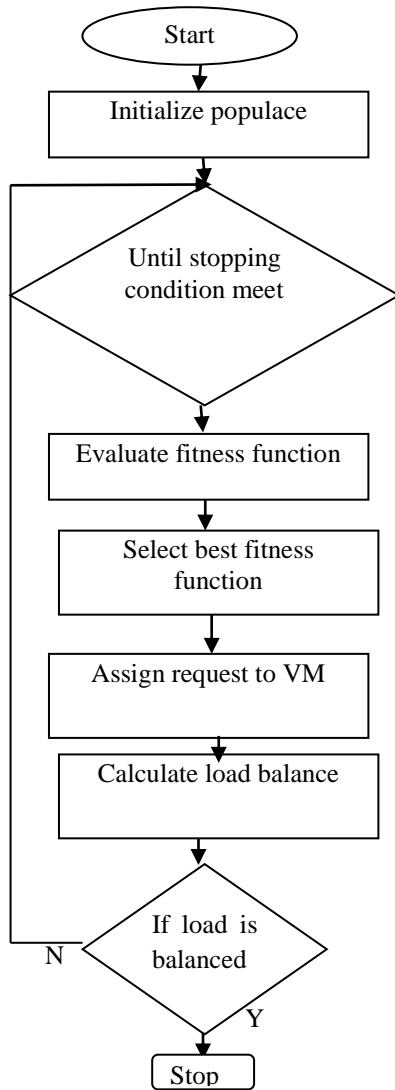 Start
Initialize populace
Until stopping
condition meet
Evaluate fitness function
Select best fitness
function
Assign request to VM
Calculate load balance
If load is
balanced
N
Y
Stop